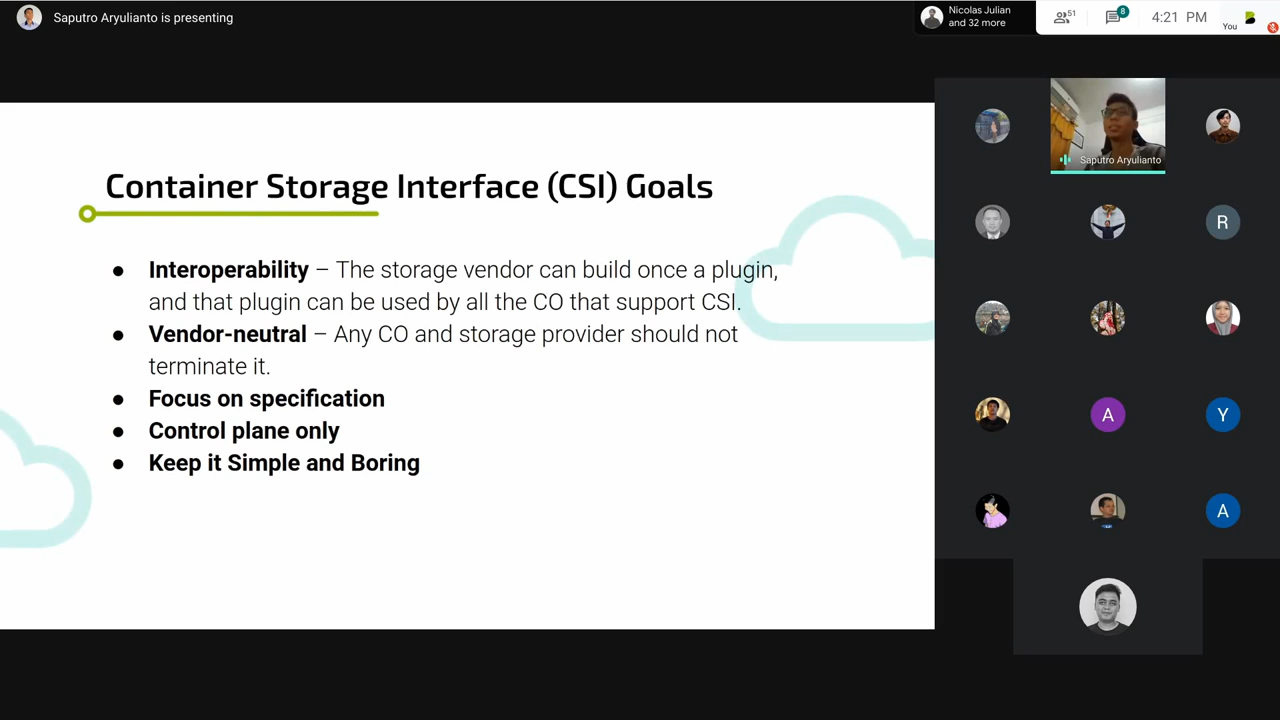 Saputro Aryulianto is presenting
Nicolas Julian
and 32 more
51
8
4:21 PM
You
Container Storage Interface (CSI) Goals
● Interoperability – The storage vendor can build once a plugin,
and that plugin can be used by all the CO that support CSI.
● Vendor-neutral – Any CO and storage provider should not
terminate it.
● Focus on specification
● Control plane only
● Keep it Simple and Boring
Saputro Aryulianto
R
A
Y
A